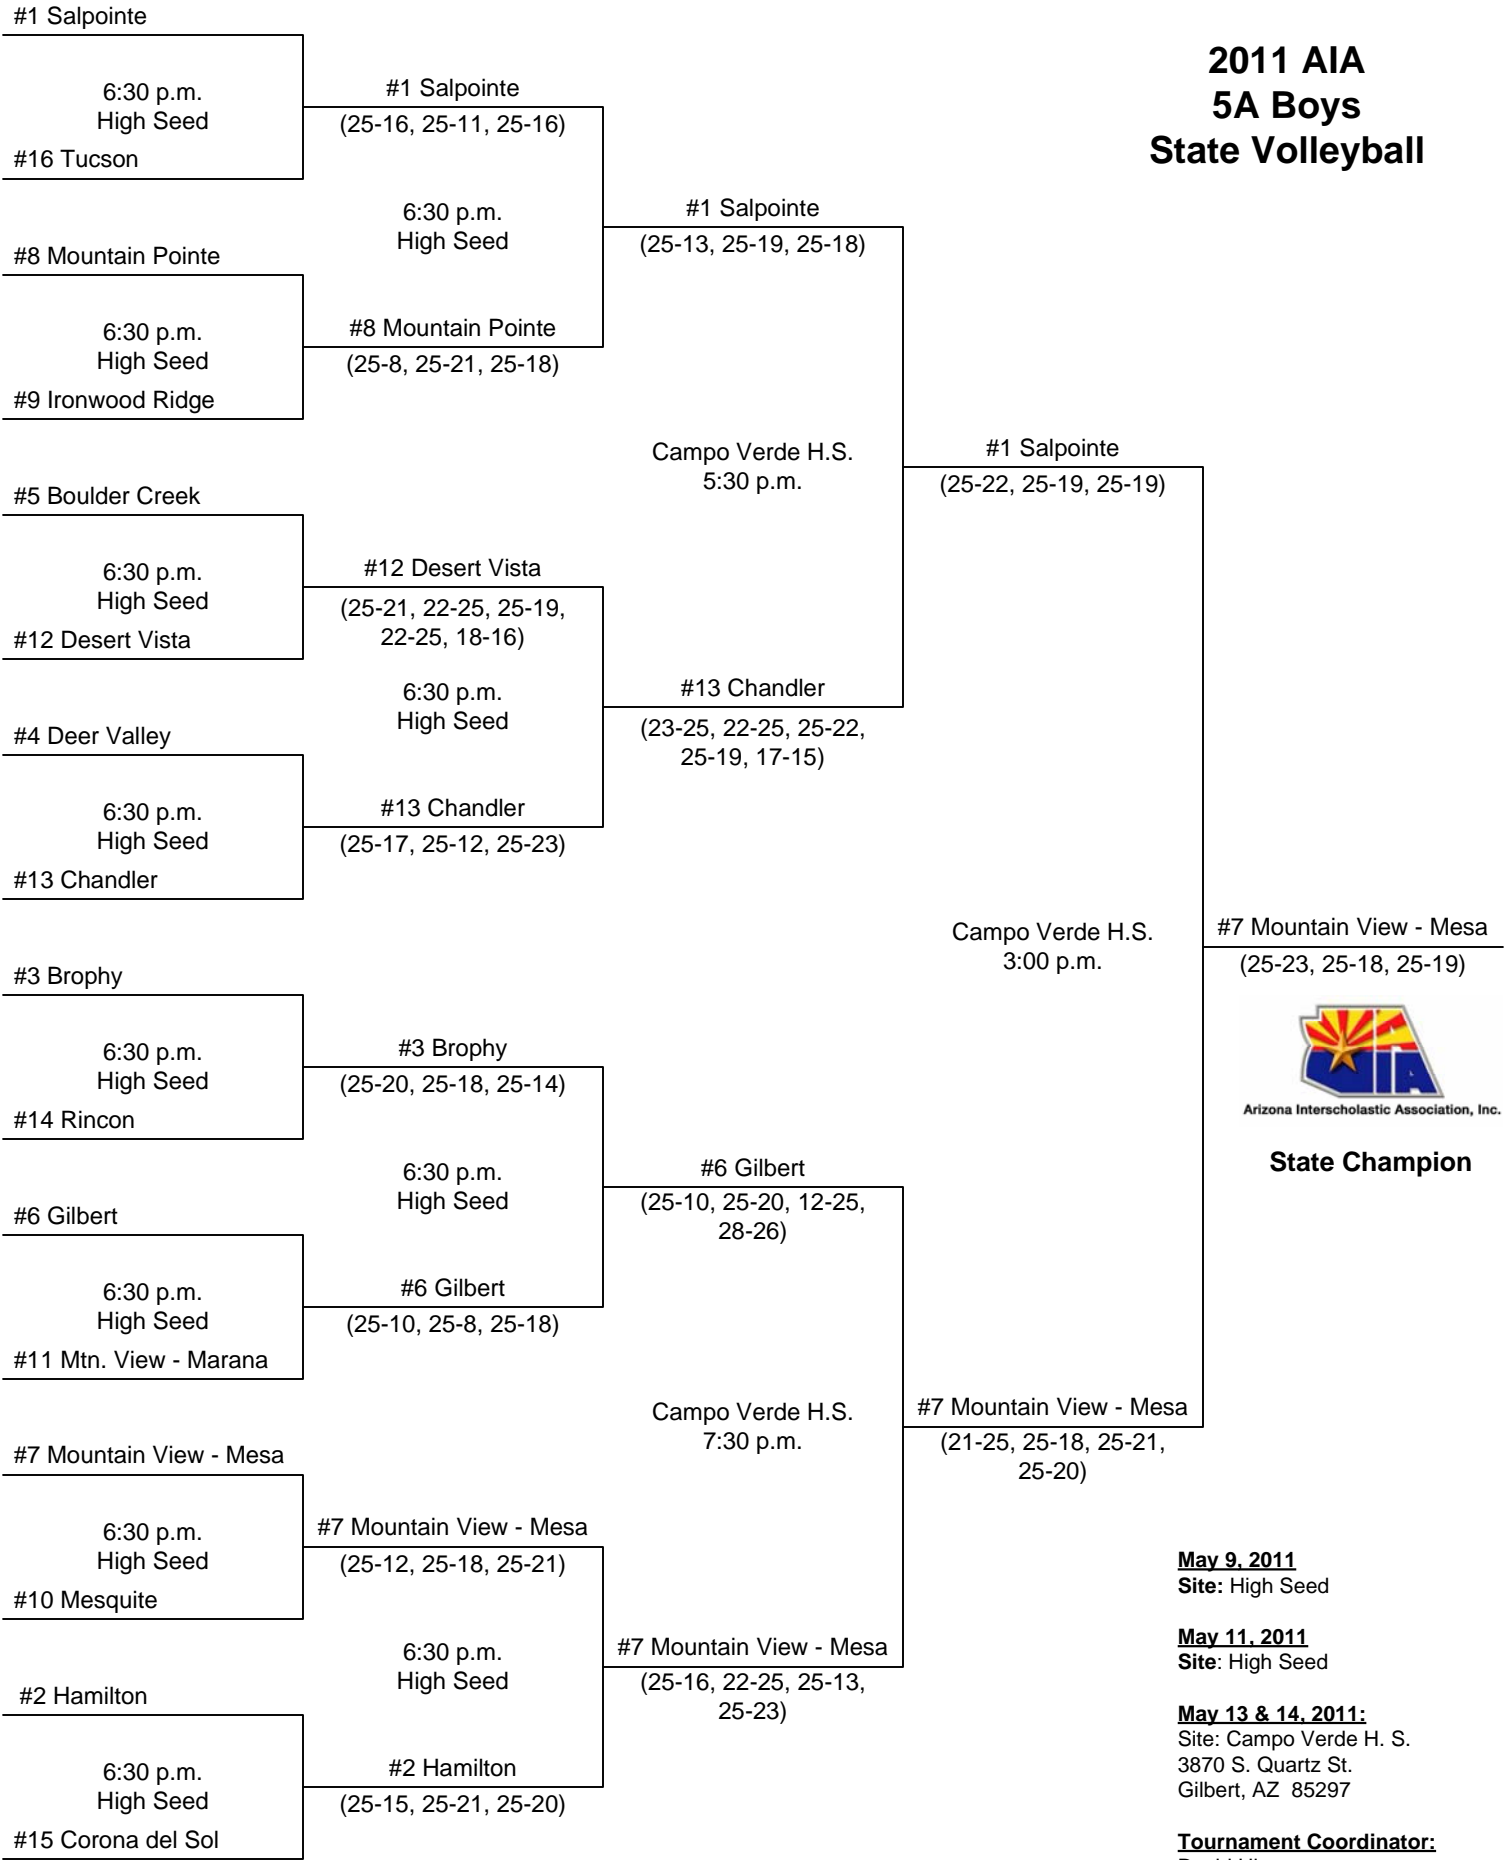 #1 Salpointe
6:30 p.m.
High Seed
#16 Tucson
#8 Mountain Pointe
6:30 p.m.
High Seed
#9 Ironwood Ridge
#5 Boulder Creek
6:30 p.m.
High Seed
#12 Desert Vista
#4 Deer Valley
6:30 p.m.
High Seed
#13 Chandler
#3 Brophy
6:30 p.m.
High Seed
#14 Rincon
#6 Gilbert
6:30 p.m.
High Seed
#11 Mtn. View - Marana
#7 Mountain View - Mesa
6:30 p.m.
High Seed
#10 Mesquite
#2 Hamilton
6:30 p.m.
High Seed
#15 Corona del Sol
#1 Salpointe
(25-16, 25-11, 25-16)
6:30 p.m.
High Seed
#8 Mountain Pointe
(25-8, 25-21, 25-18)
#12 Desert Vista
(25-21, 22-25, 25-19,
22-25, 18-16)
6:30 p.m.
High Seed
#13 Chandler
(25-17, 25-12, 25-23)
#3 Brophy
(25-20, 25-18, 25-14)
6:30 p.m.
High Seed
#6 Gilbert
(25-10, 25-8, 25-18)
#7 Mountain View - Mesa
(25-12, 25-18, 25-21)
6:30 p.m.
High Seed
#2 Hamilton
(25-15, 25-21, 25-20)
#1 Salpointe
(25-13, 25-19, 25-18)
Campo Verde H.S.
5:30 p.m.
#13 Chandler
(23-25, 22-25, 25-22,
25-19, 17-15)
#6 Gilbert
(25-10, 25-20, 12-25,
28-26)
Campo Verde H.S.
7:30 p.m.
#7 Mountain View - Mesa
(25-16, 22-25, 25-13,
25-23)
#1 Salpointe
(25-22, 25-19, 25-19)
Campo Verde H.S.
3:00 p.m.
#7 Mountain View - Mesa
(21-25, 25-18, 25-21,
25-20)
2011 AIA
5A Boys
State Volleyball
#7 Mountain View - Mesa
(25-23, 25-18, 25-19)
AIA
Arizona Interscholastic Association, Inc.
State Champion
May 9, 2011
Site: High Seed
May 11, 2011
Site: High Seed
May 13 & 14, 2011:
Site: Campo Verde H. S.
3870 S. Quartz St.
Gilbert, AZ 85297
Tournament Coordinator: